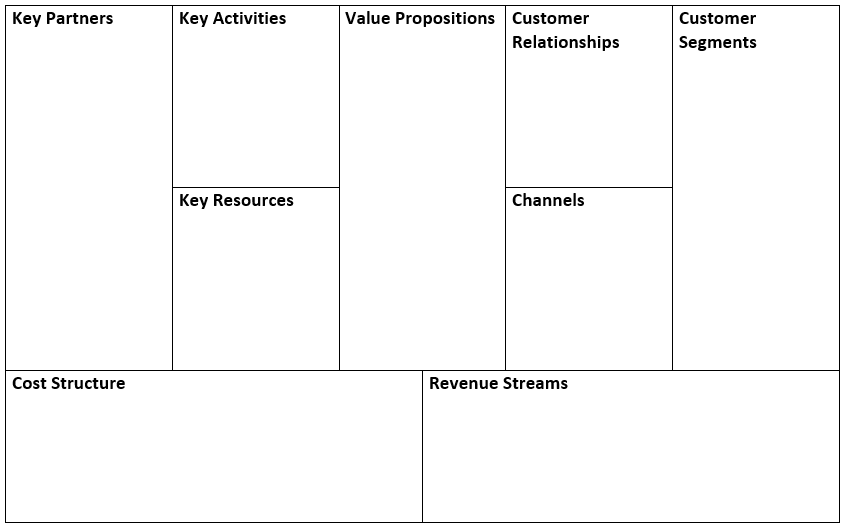 Key Partners
Key Activities
Key Resources
Value Propositions
Customer
Relationships
Channels
Customer
Segments
Cost Structure
Revenue Streams